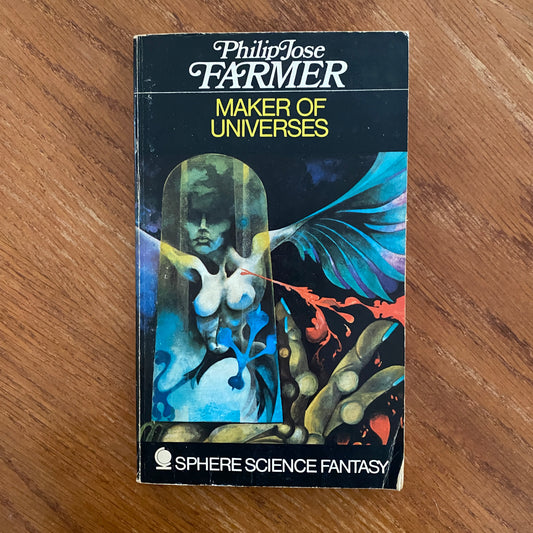 Philip Jose
FARMER
MAKER OF
UNIVERSES
SPHERE SCIENCE FANTASY